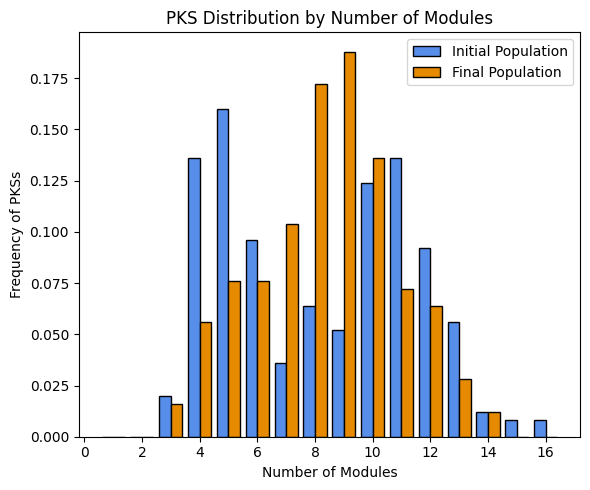 PKS Distribution by Number of Modules
Initial Population
Final Population
0.175
0.150
0.125
0.100
0.075
0.050
0.025
0.000
Frequency of PKSs
0 2 4 6 8 10 12 14 16
Number of Modules